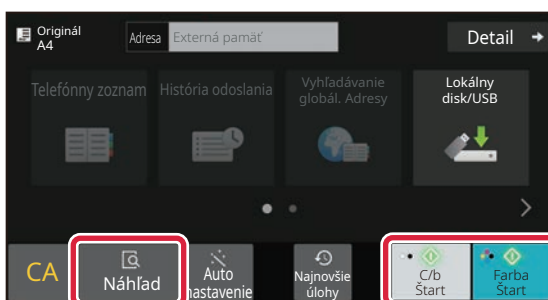 Originál
A4
Adresa Externá pamäť
Detail
Telefónny zoznam
História odoslania
Vyhľadávanie
globál. Adresy
Lokálny
disk/USB
CA
Náhľad
Auto
nastavenie
Najnovšie
úlohy
C/b
Štart
Farba
Štart